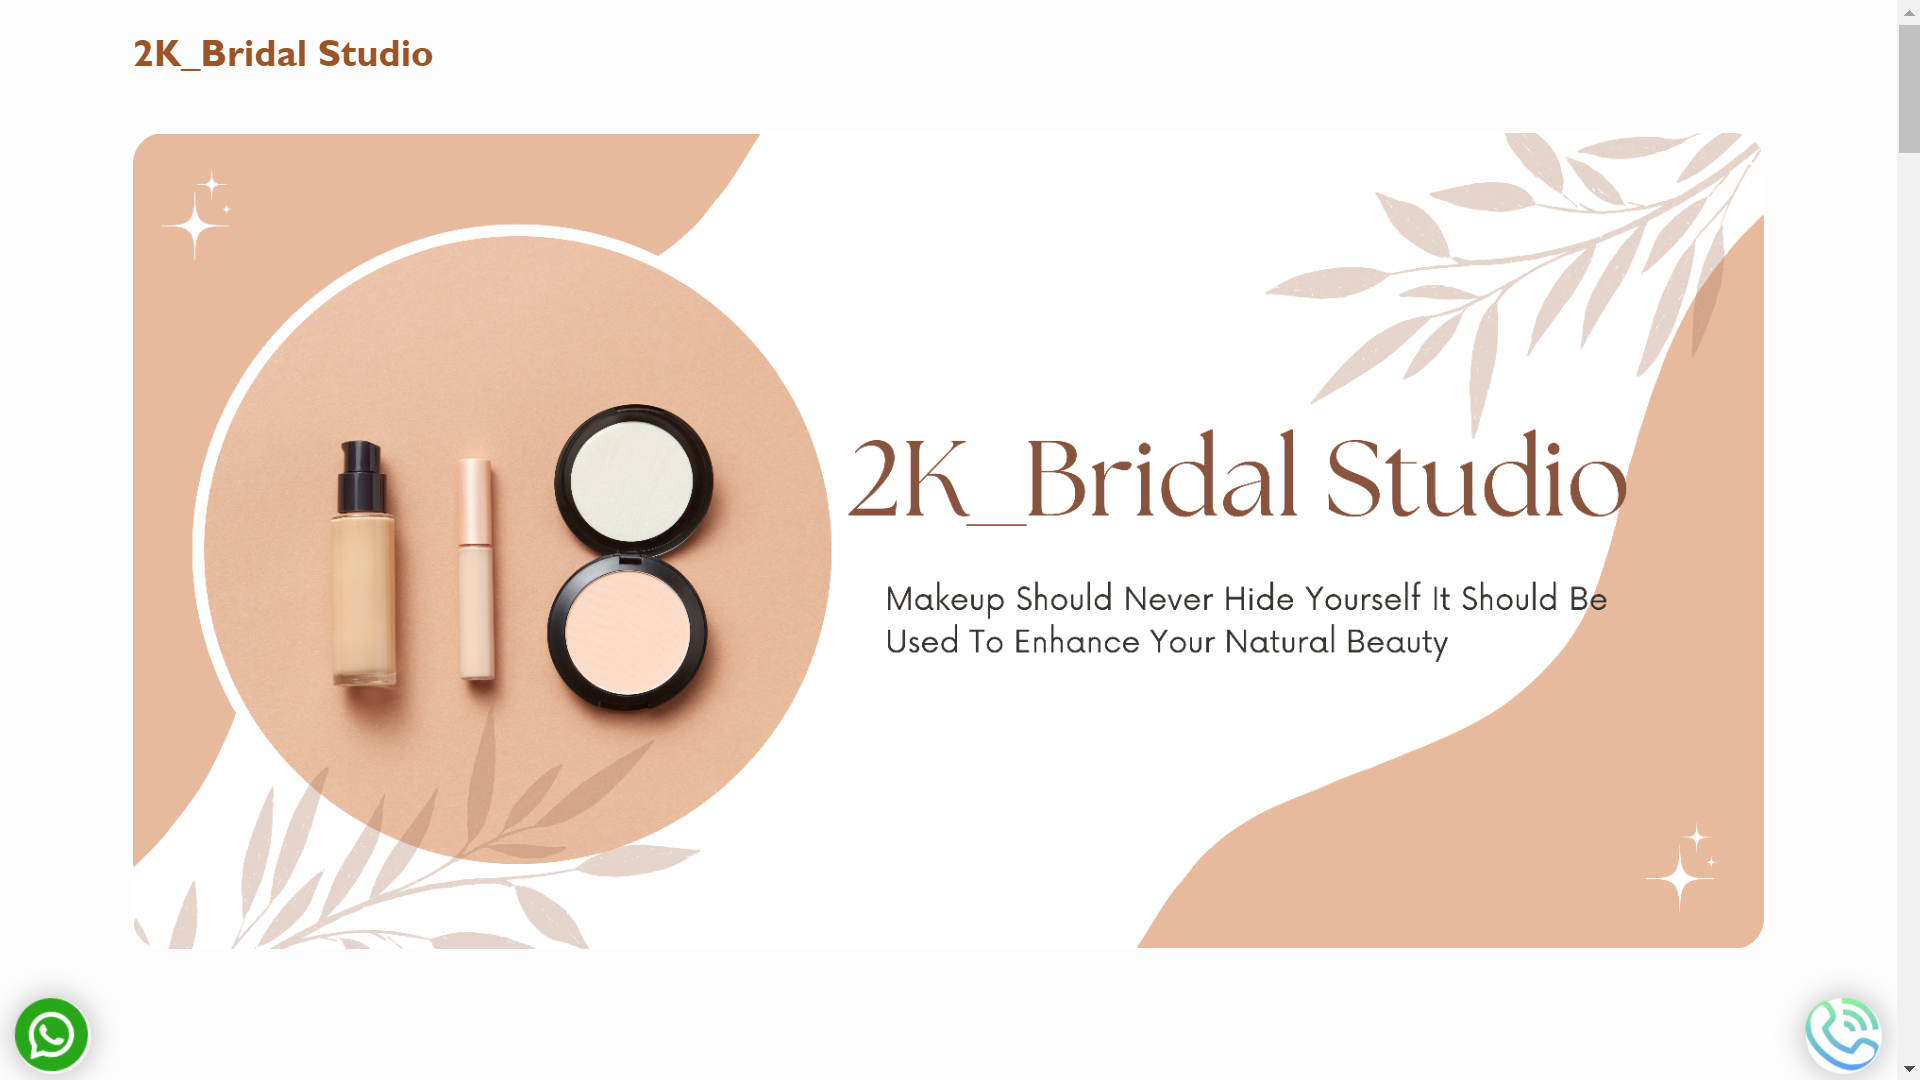 2K_Bridal Studio
2K_Bridal Studio
Makeup Should Never Hide Yourself It Should Be
Used To Enhance Your Natural Beauty